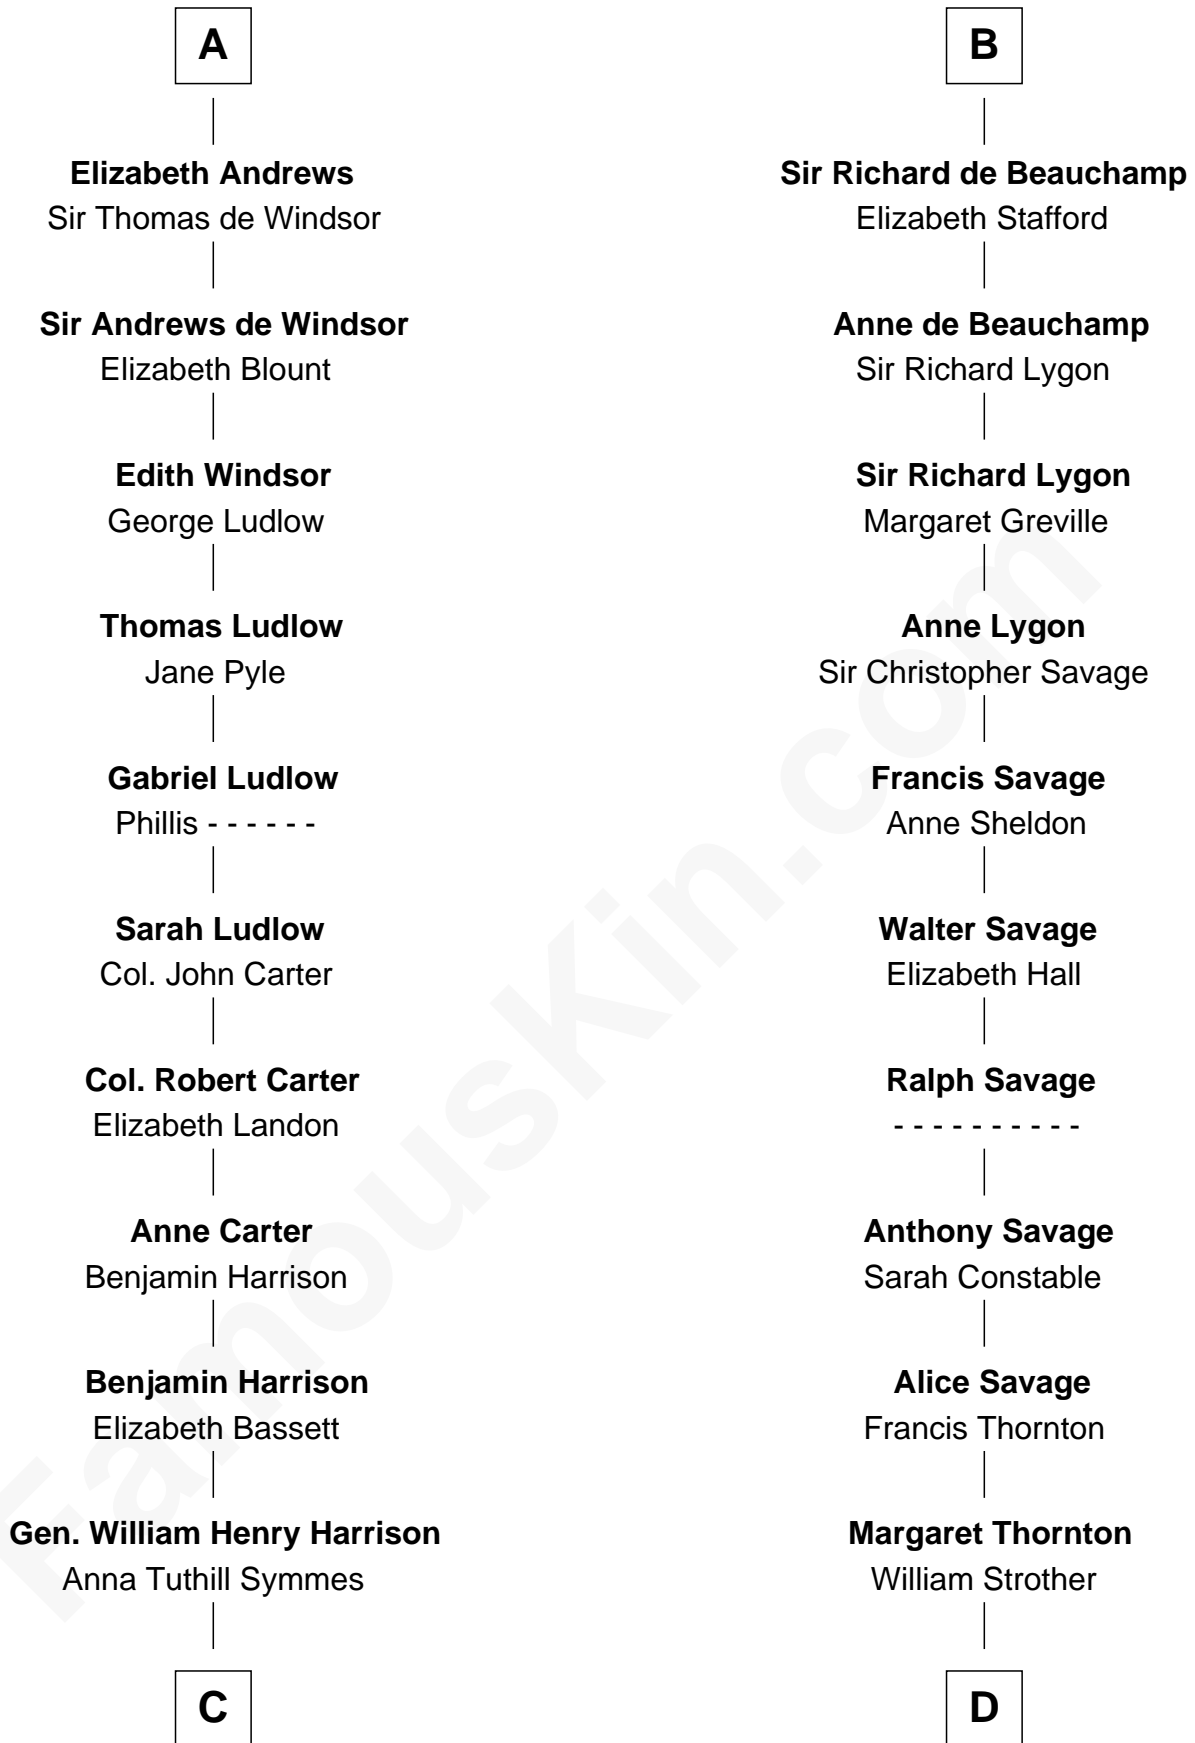 A
Elizabeth Andrews
Sir Thomas de Windsor
Sir Andrews de Windsor
Elizabeth Blount
Edith Windsor
George Ludlow
Thomas Ludlow
Jane Pyle
Gabriel Ludlow
Phillis - - - - - -
Sarah Ludlow
Col. John Carter
Col. Robert Carter
Elizabeth Landon
Anne Carter
Benjamin Harrison
Benjamin Harrison
Elizabeth Bassett
Gen. William Henry Harrison
Anna Tuthill Symmes
C
B
Sir Richard de Beauchamp
Elizabeth Stafford
Anne de Beauchamp
Sir Richard Lygon
Sir Richard Lygon
Margaret Greville
Anne Lygon
Sir Christopher Savage
Francis Savage
Anne Sheldon
Walter Savage
Elizabeth Hall
Ralph Savage
- - - - - - - - - -
Anthony Savage
Sarah Constable
Alice Savage
Francis Thornton
Margaret Thornton
William Strother
D
FamousKin.com